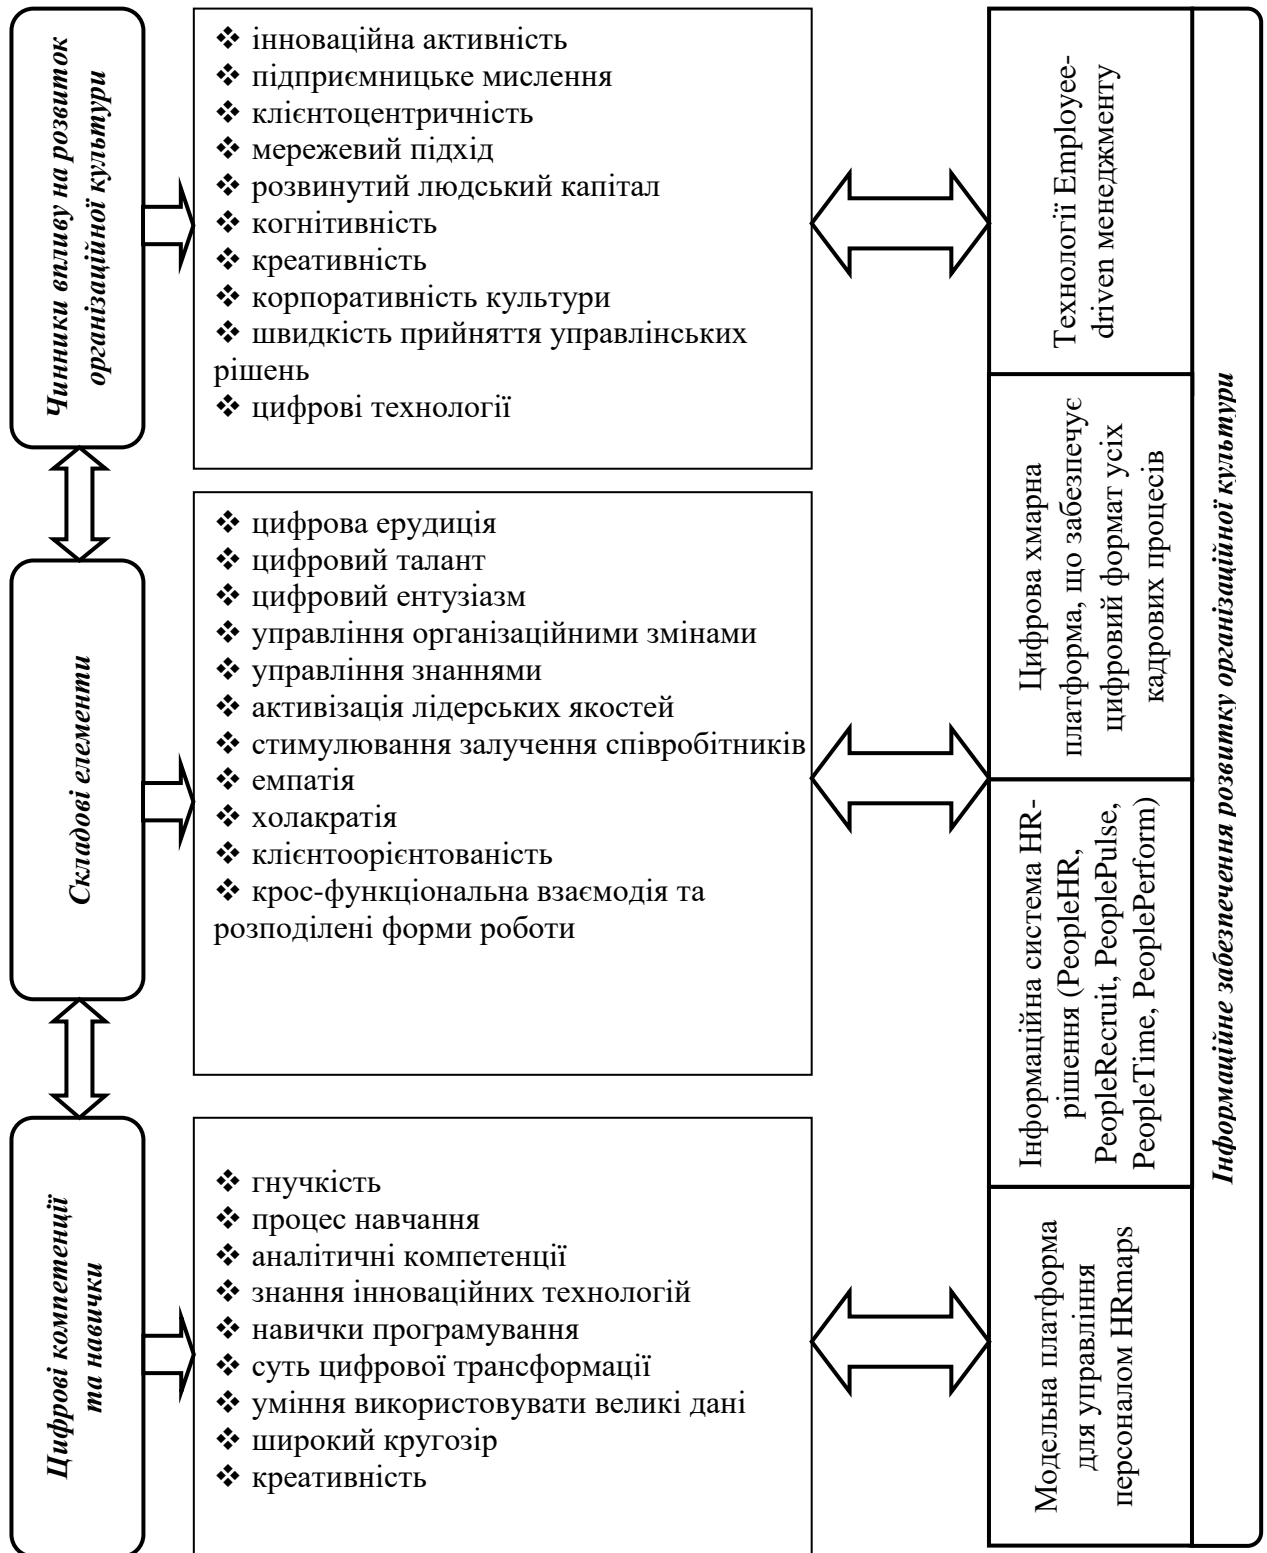 Чинники впливу на розвиток
організаційної культури
❖ інноваційна активність
❖ підприємницьке мислення
❖ клієнтоцентричність
❖ мережевий підхід
❖ розвинутий людський капітал
❖ когнітивність
❖ креативність
❖ корпоративність культури
❖ швидкість прийняття управлінських
рішень
❖ цифрові технології
Складові елементи
❖ цифрова ерудиція
❖ цифровий талант
❖ цифровий ентузіазм
❖ управління організаційними змінами
❖ управління знаннями
❖ активізація лідерських якостей
❖ стимулювання залучення співробітників
❖ емпатія
❖ холакратія
❖ клієнтоорієнтованість
❖ крос-функціональна взаємодія та
розподілені форми роботи
Цифрові компетенції
та навички
❖ гнучкість
❖ процес навчання
❖ аналітичні компетенції
❖ знання інноваційних технологій
❖ навички програмування
❖ суть цифрової трансформації
❖ уміння використовувати великі дані
❖ широкий кругозір
❖ креативність
Технології Employee-
driven менеджменту
Цифрова хмарна
платформа, що забезпечує
цифровий формат усіх
кадрових процесів
Інформаційна система HR-
рішення (PeopleHR,
PeopleRecruit, PeoplePulse,
PeopleTime, PeoplePerform)
Модельна платформа
для управління
персоналом HRmaps
Інформаційне забезпечення розвитку організаційної культури